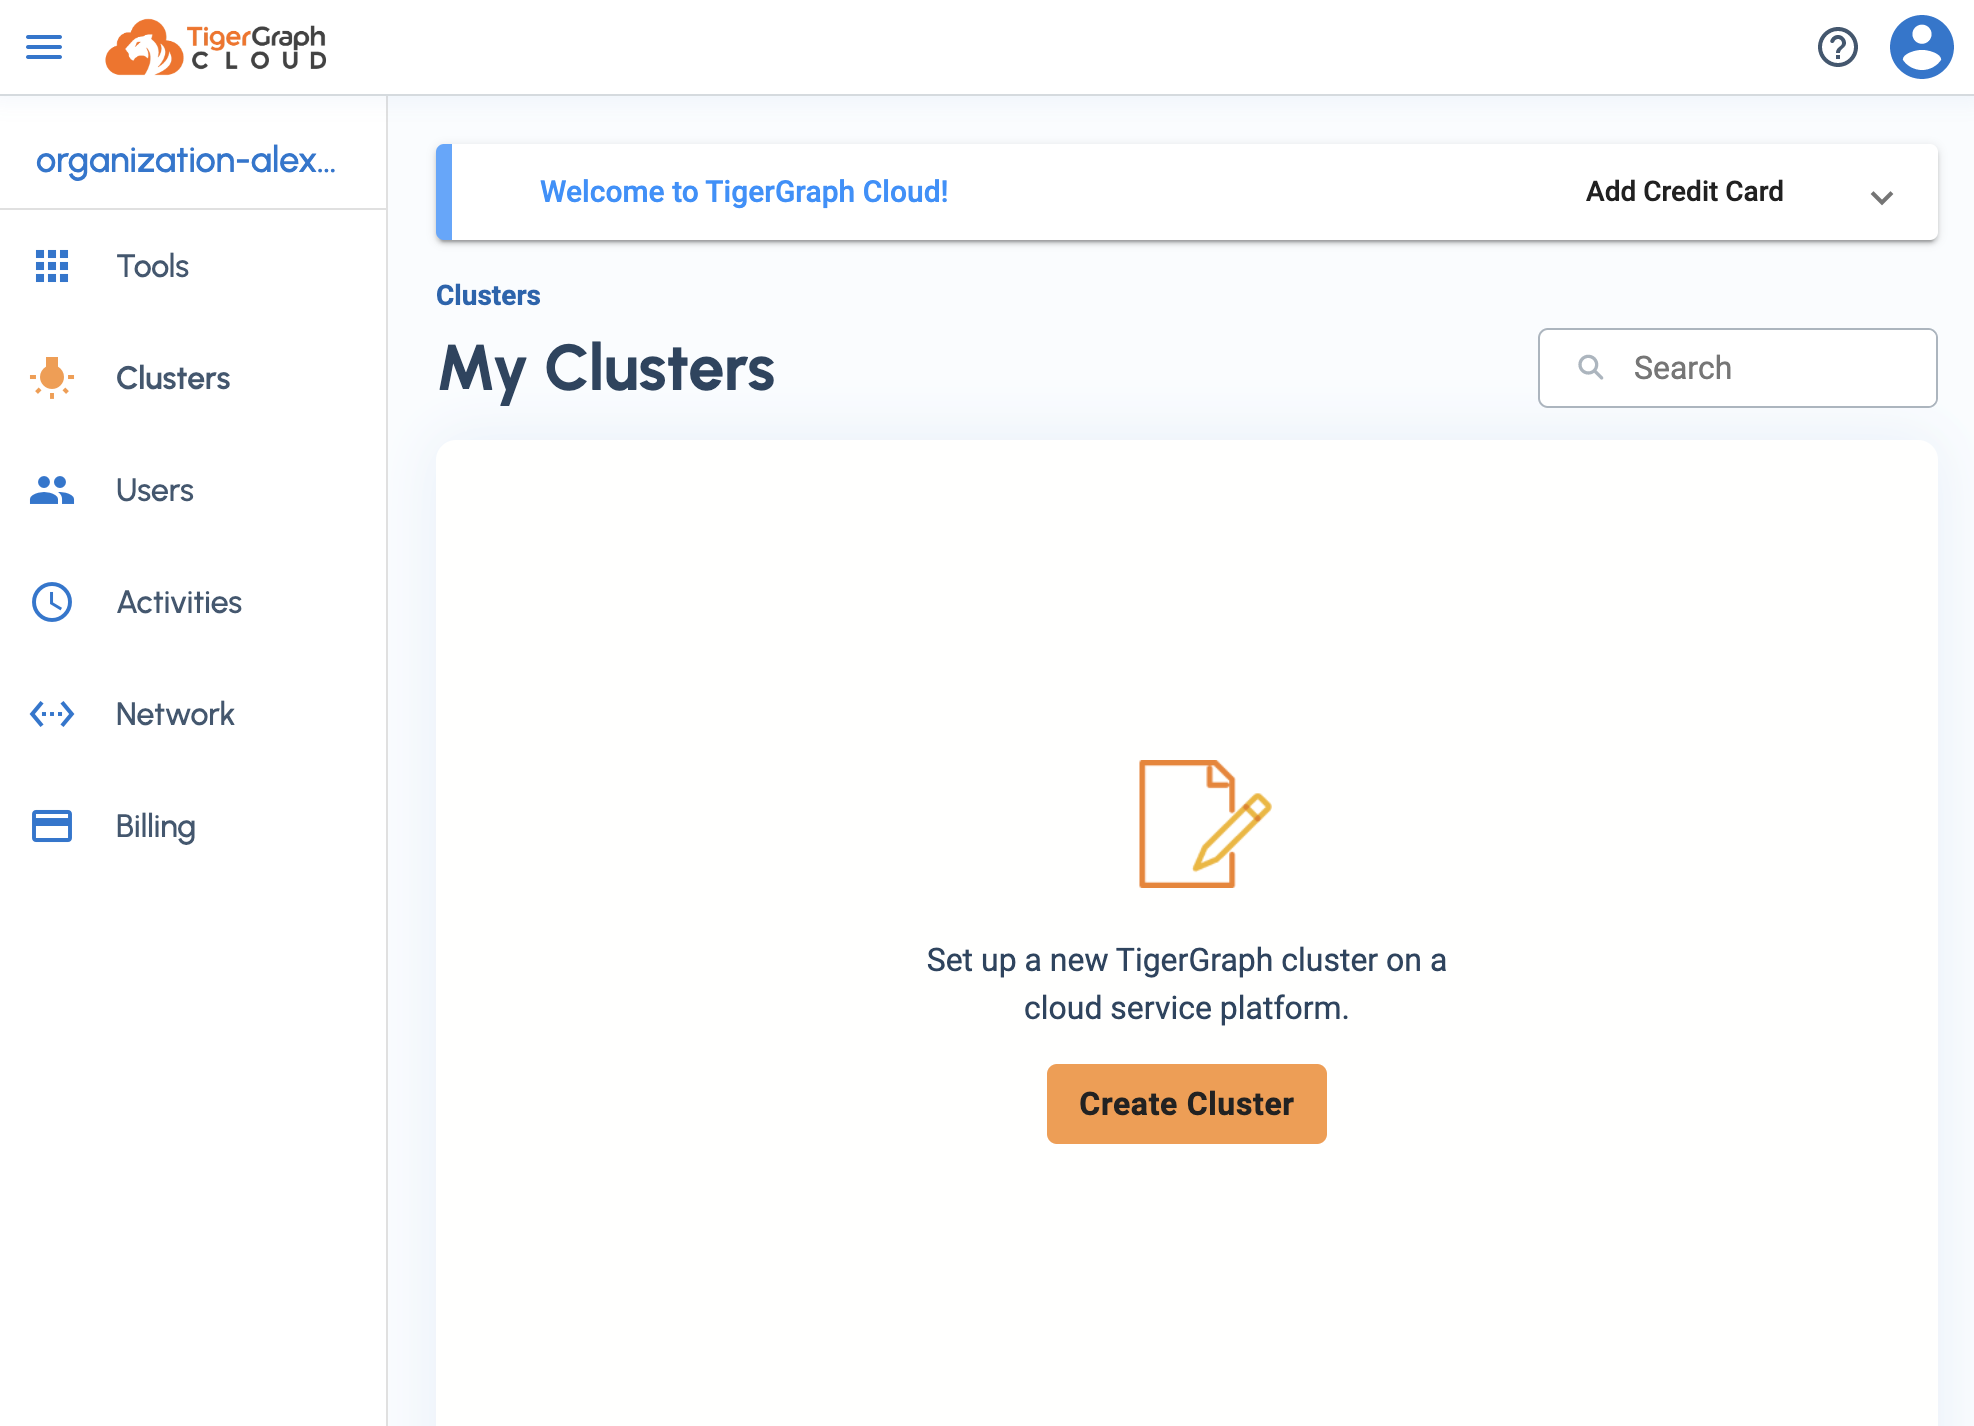 TigerGraph
CLOUD
organization-alex...
Tools
Clusters
Users
Activities
Network
Billing
Welcome to TigerGraph Cloud!
Add Credit Card
Clusters
My Clusters
Search
Set up a new TigerGraph cluster on a
cloud service platform.
Create Cluster